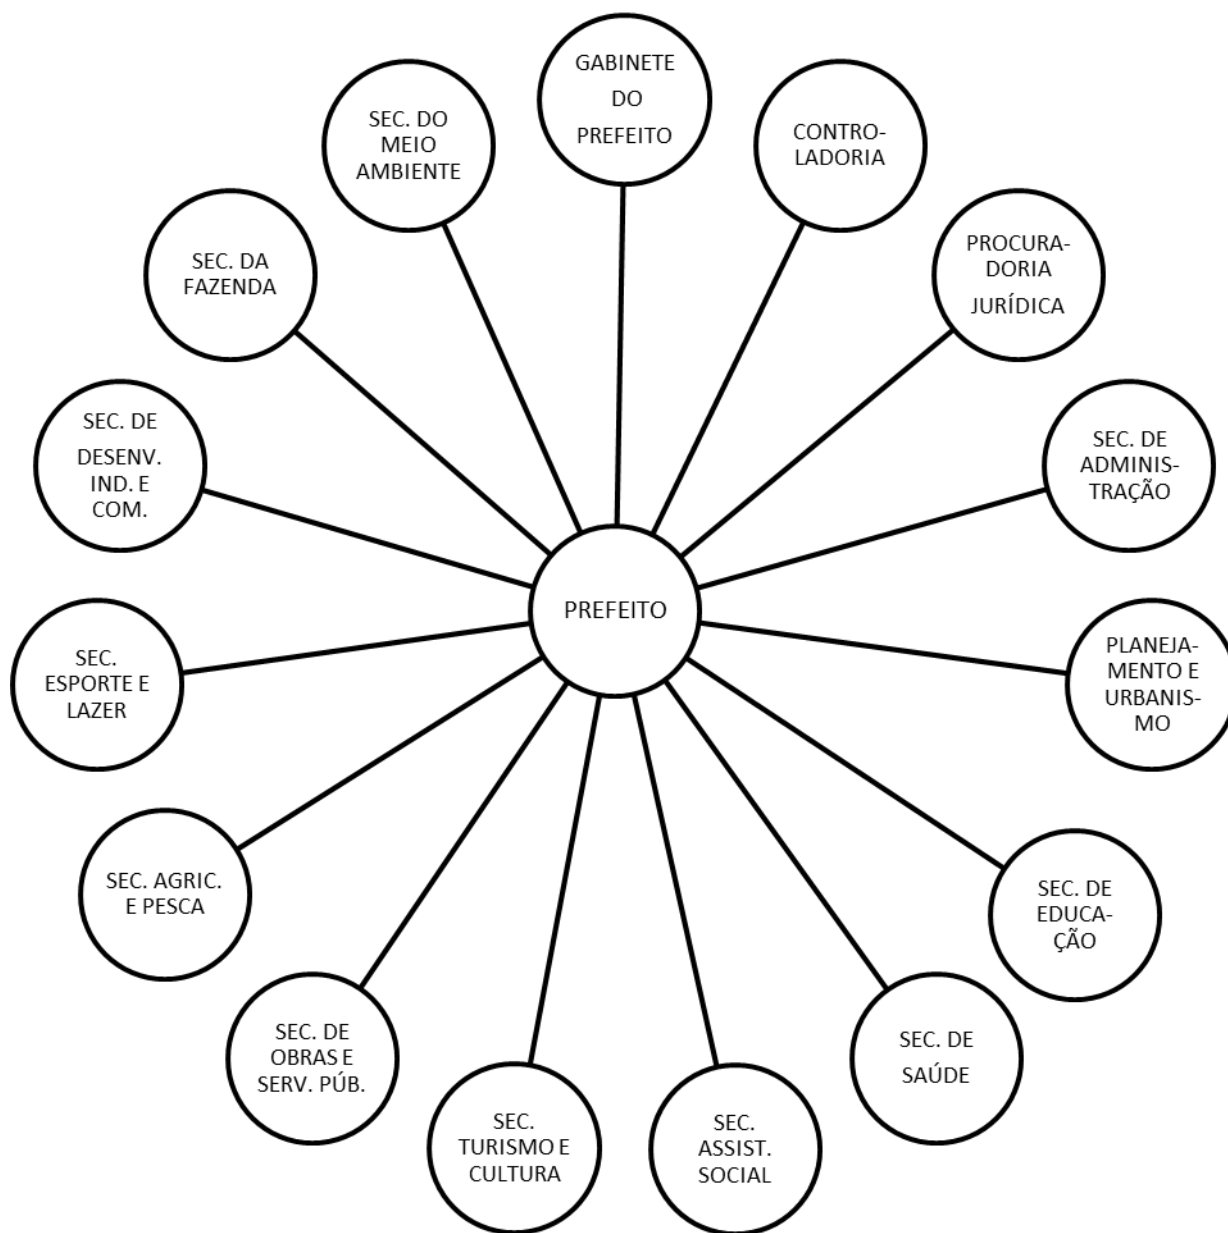 GABINETE
DO
PREFEITO
CONTRO-
LADORIA
PROCURA-
DORIA
JURÍDICA
SEC. DE
ADMINIS-
TRAÇÃO
PLANEJA-
MENTO E
URBANIS-
MO
SEC. DE
EDUCA-
ÇÃO
SEC. DE
SAÚDE
SEC.
ASSIST.
SOCIAL
SEC.
TURISMO E
CULTURA
SEC. DE
OBRAS E
SERV. PÚB.
SEC. AGRIC.
E PESCA
SEC.
ESPORTE E
LAZER
SEC. DE
DESENV.
IND. E
COM.
SEC. DA
FAZENDA
SEC. DO
MEIO
AMBIENTE
PREFEITO